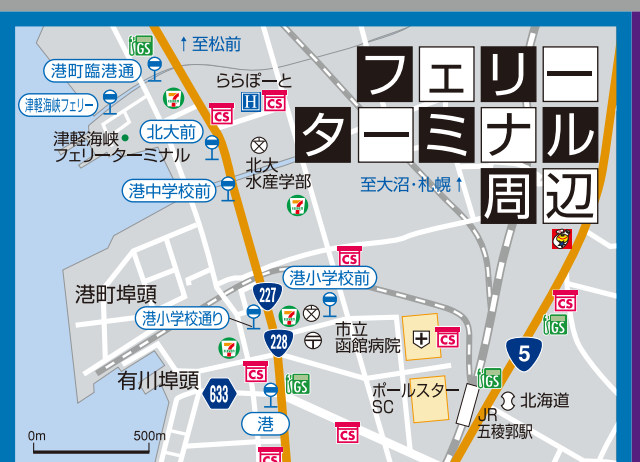 GS
↑至松前
フェリー
ターミナル
周辺
港町臨港通
ららぽーと
津軽海峡フェリー
H
CS
CS
津軽海峡
フェリーターミナル
北大前
北大
水産学部
港中学校前
至大沼・札幌↑
7
CS
港小学校前
港町埠頭
227
港小学校通り
CS
GS
228
市立
函館病院
CS
5
7
有川埠頭
633
CS
GS
ポールスター
SC
GS
北海道
JR
五稜郭駅
港
CS
0m
500m
CS